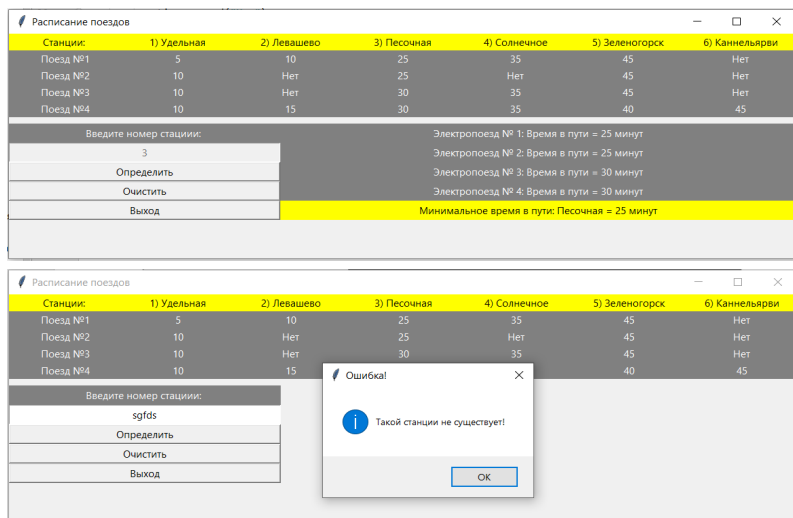 Расписание поездов
Станции: 1) Удельная 2) Левашево 3) Песочная 4) Солнечное 5) Зеленогорск 6) Каннельярви
Поезд №1 5 10 25 35 45 Нет
Поезд №2 10 Нет 25 Нет 45 Нет
Поезд №3 10 Нет 30 35 45 Нет
Поезд №4 10 15 30 35 40 45
Введите номер стациии: Электропоезд № 1: Время в пути = 25 минут
3 Электропоезд № 2: Время в пути = 25 минут
Определить Электропоезд № 3: Время в пути = 30 минут
Очистить Электропоезд № 4: Время в пути = 30 минут
Выход Минимальное время в пути: Песочная = 25 минут
Расписание поездов
Станции: 1) Удельная 2) Левашево 3) Песочная 4) Солнечное 5) Зеленогорск 6) Каннельярви
Поезд №1 5 10 25 35 45 Нет
Поезд №2 10 Нет 25 Нет 45 Нет
Поезд №3 10 Нет 30 35 45 Нет
Поезд №4 10 15 40 45
Ошибка!
Введите номер стациии:
sgfds
Такой станции не существует!
Определить
Очистить
Выход
OK